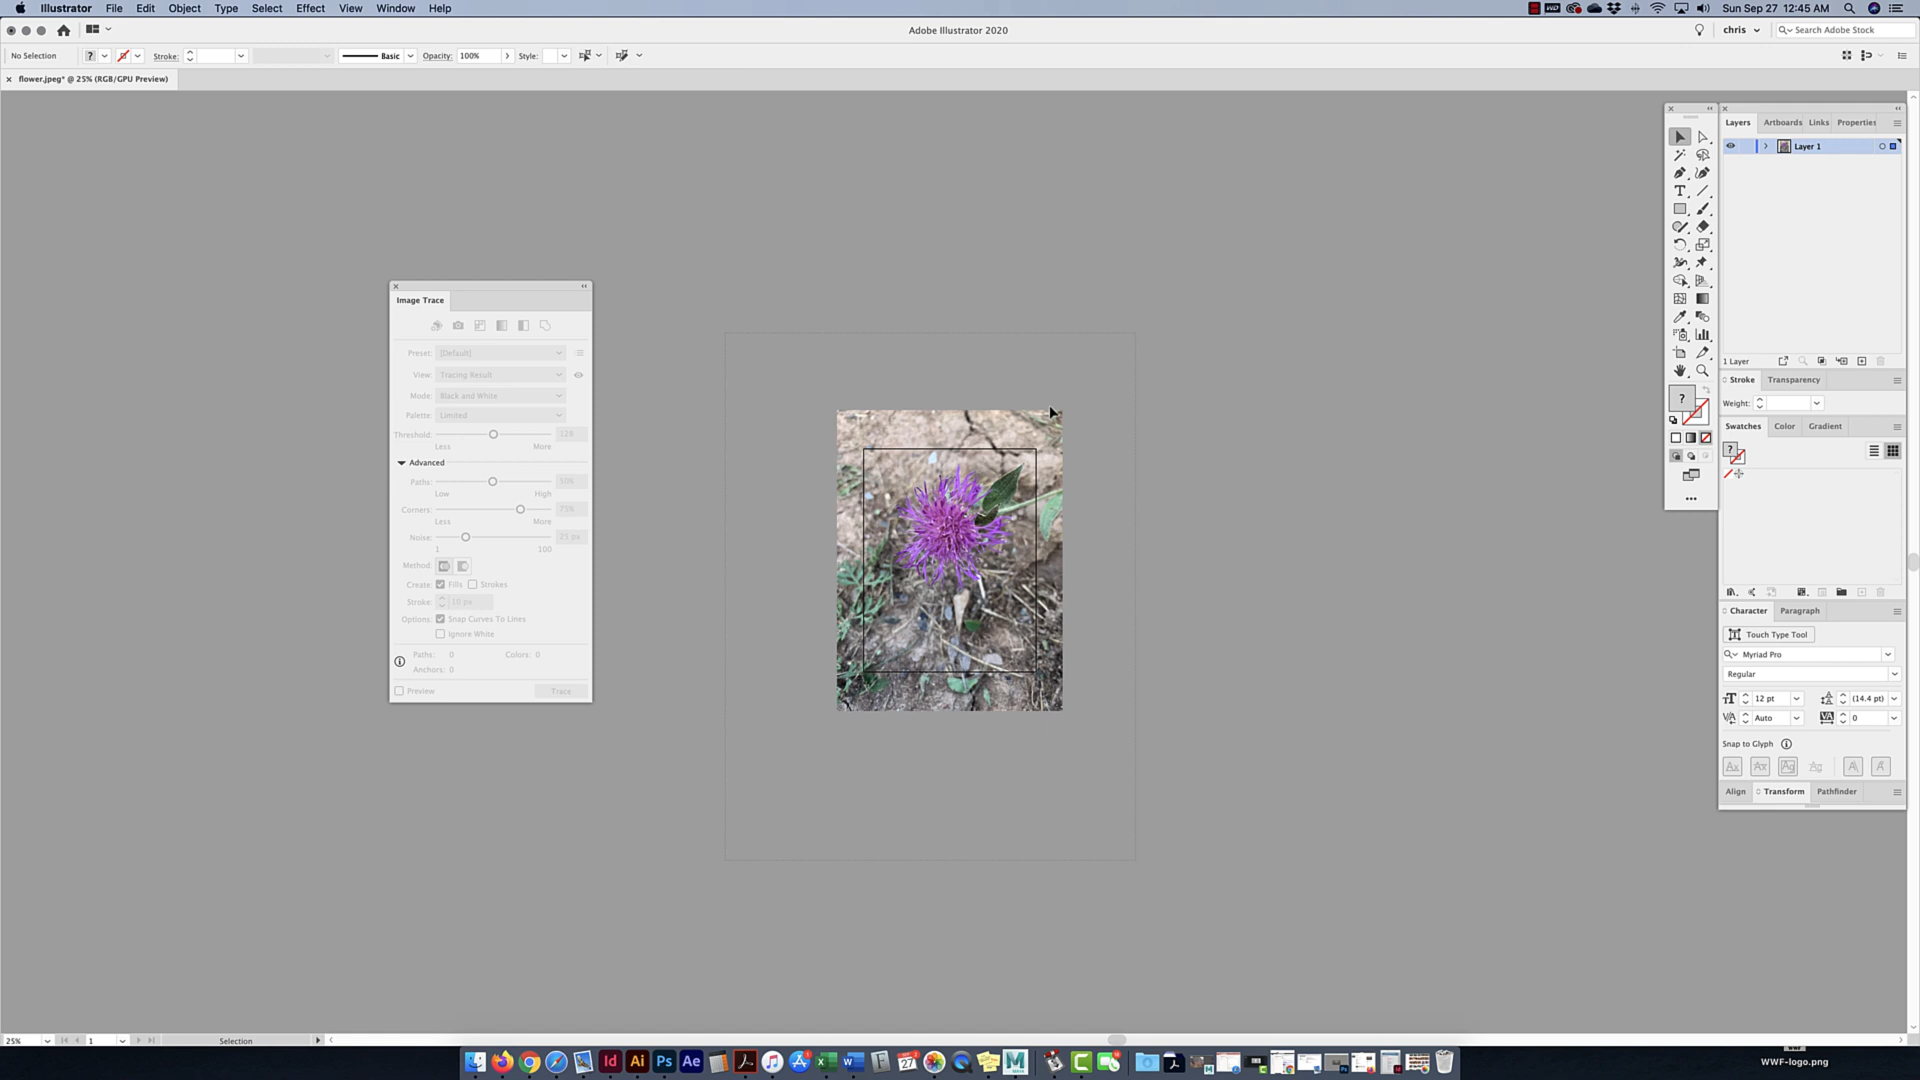 Illustrator File Edit Object Type Select Effect View Window Help
Sun Sep 27 12:45 AM
Adobe Illustrator 2020
chris
Search Adobe Stock
No Selection
Stroke:
Basic
Opacity: 100%
Style:
flower.jpeg* @ 25% (RGB/GPU Preview)
Image Trace
Preset: [Default]
View: Tracing Result
Mode: Black and White
Palette: Limited
Threshold: 128
Less More
Advanced
Paths: 50%
Low High
Corners: 75%
Less More
Noise: 25 px
1 100
Method:
Create: Fills Strokes
Stroke: 10 px
Options: Snap Curves To Lines
Ignore White
Paths: 0 Colors: 0
Anchors: 0
Preview Trace
Layers Artboards Links Properties
Layer 1
1 Layer
Stroke Transparency
Weight:
Swatches Color Gradient
Character Paragraph
Touch Type Tool
Myriad Pro
Regular
12 pt (14.4 pt)
Auto 0
Snap to Glyph
Align Transform Pathfinder
25% 1 Selection
WWF-logo.png